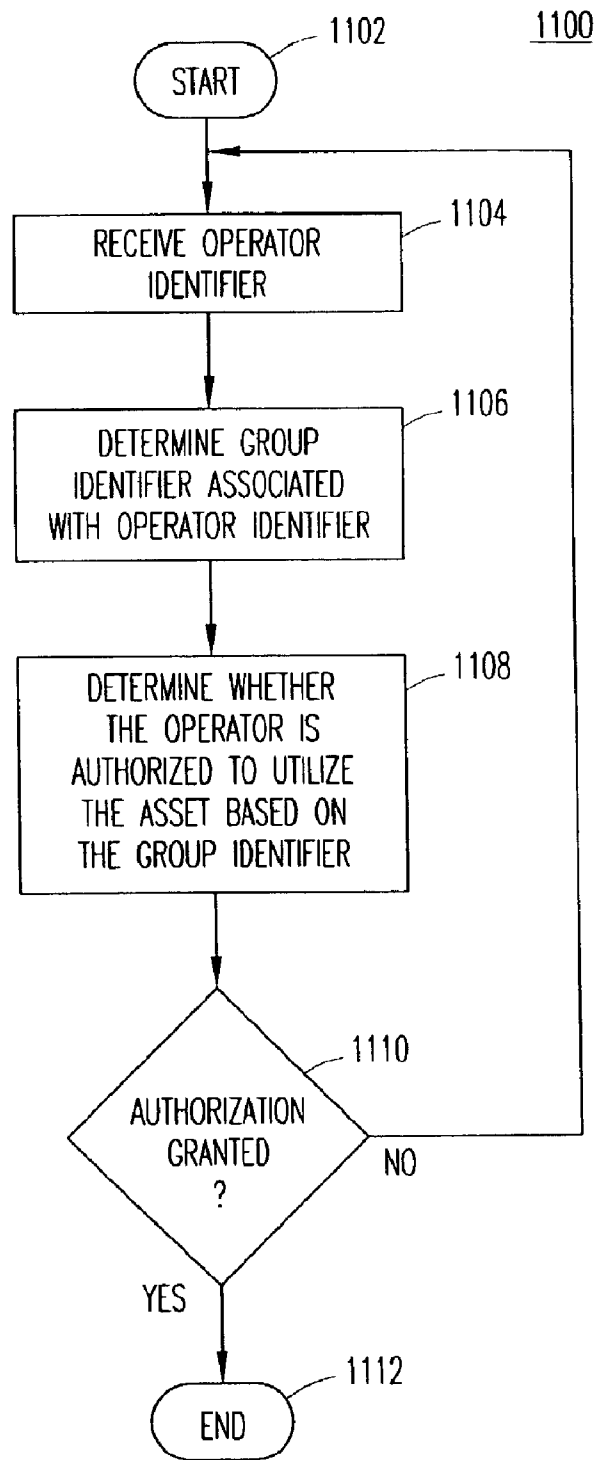 1100
1102
START
1104
RECEIVE OPERATOR
IDENTIFIER
1106
DETERMINE GROUP
IDENTIFIER ASSOCIATED
WITH OPERATOR IDENTIFIER
1108
DETERMINE WHETHER
THE OPERATOR IS
AUTHORIZED TO UTILIZE
THE ASSET BASED ON
THE GROUP IDENTIFIER
1110
AUTHORIZATION
GRANTED
?
NO
YES
1112
END